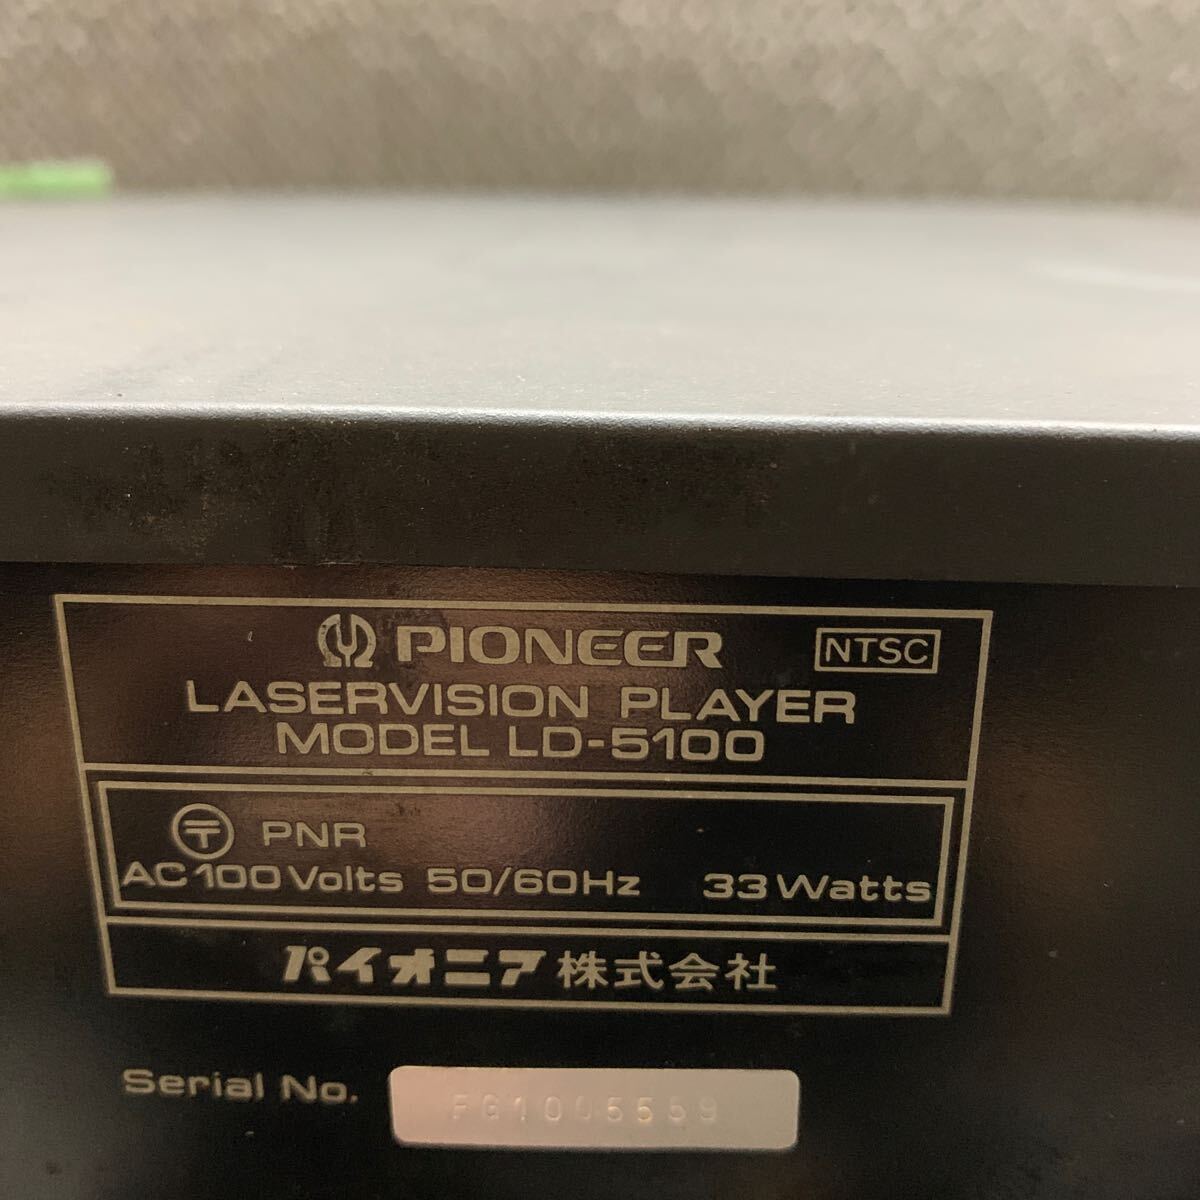 PIONEER NTSC
LASERVISION PLAYER
MODEL LD-5100
〒 PNR
AC 100 Volts 50/60Hz 33 Watts
パイオニア株式会社
Serial No. FG1005559